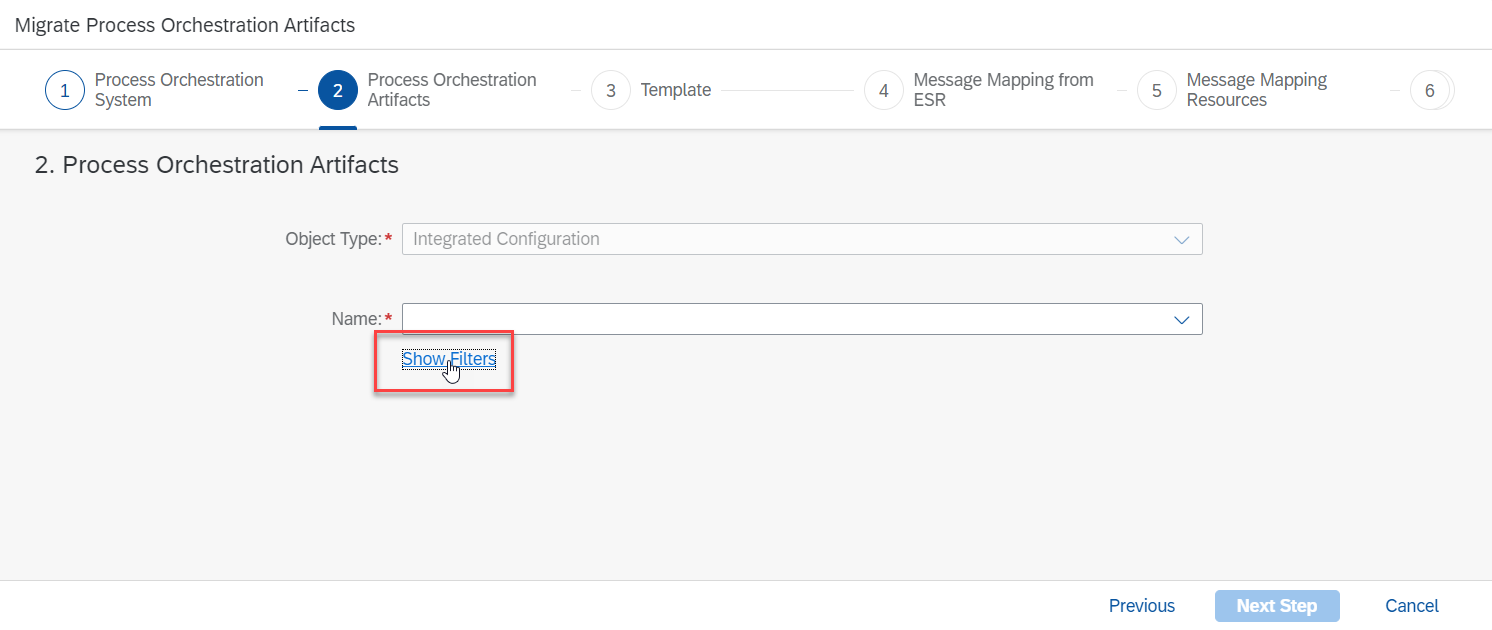 Migrate Process Orchestration Artifacts
1 Process Orchestration System
2 Process Orchestration Artifacts
3 Template
4 Message Mapping from ESR
5 Message Mapping Resources
6
2. Process Orchestration Artifacts
Object Type:* Integrated Configuration
Name:*
Show Filters
Previous Next Step Cancel